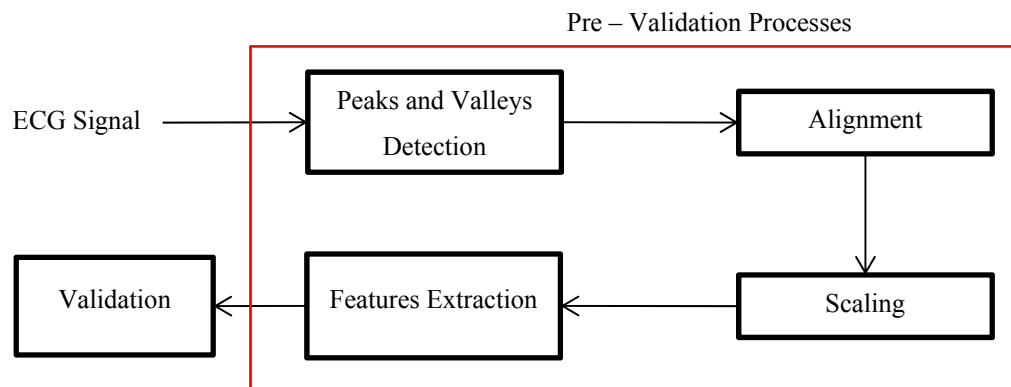 Pre – Validation Processes
ECG Signal
Peaks and Valleys
Detection
Alignment
Validation
Features Extraction
Scaling